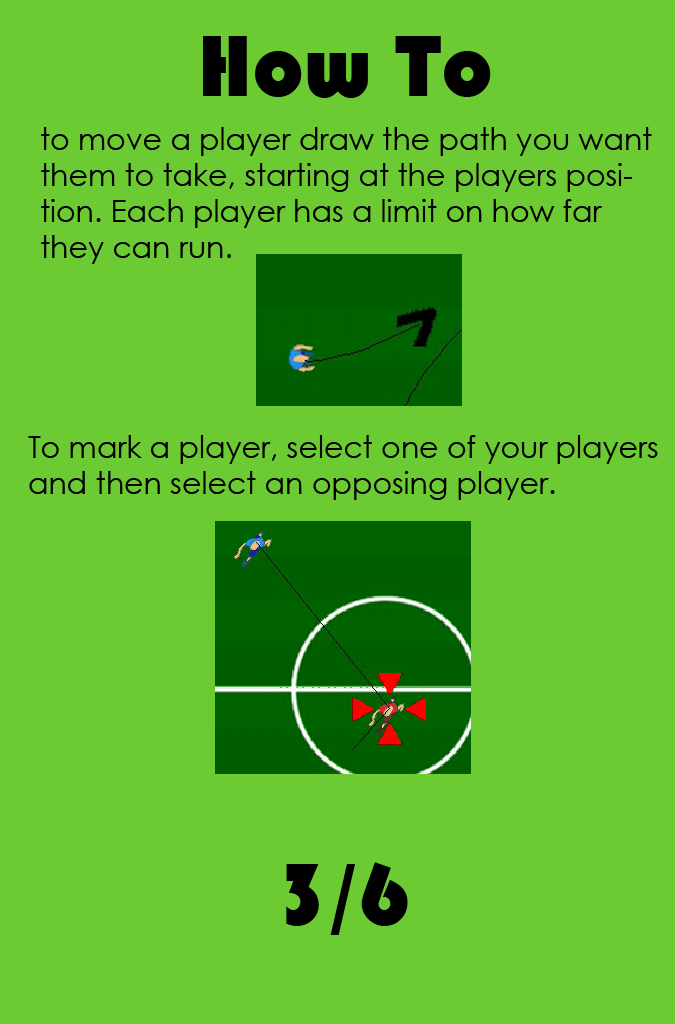 How To
to move a player draw the path you want
them to take, starting at the players posi-
tion. Each player has a limit on how far
they can run.
To mark a player, select one of your players
and then select an opposing player.
3/6